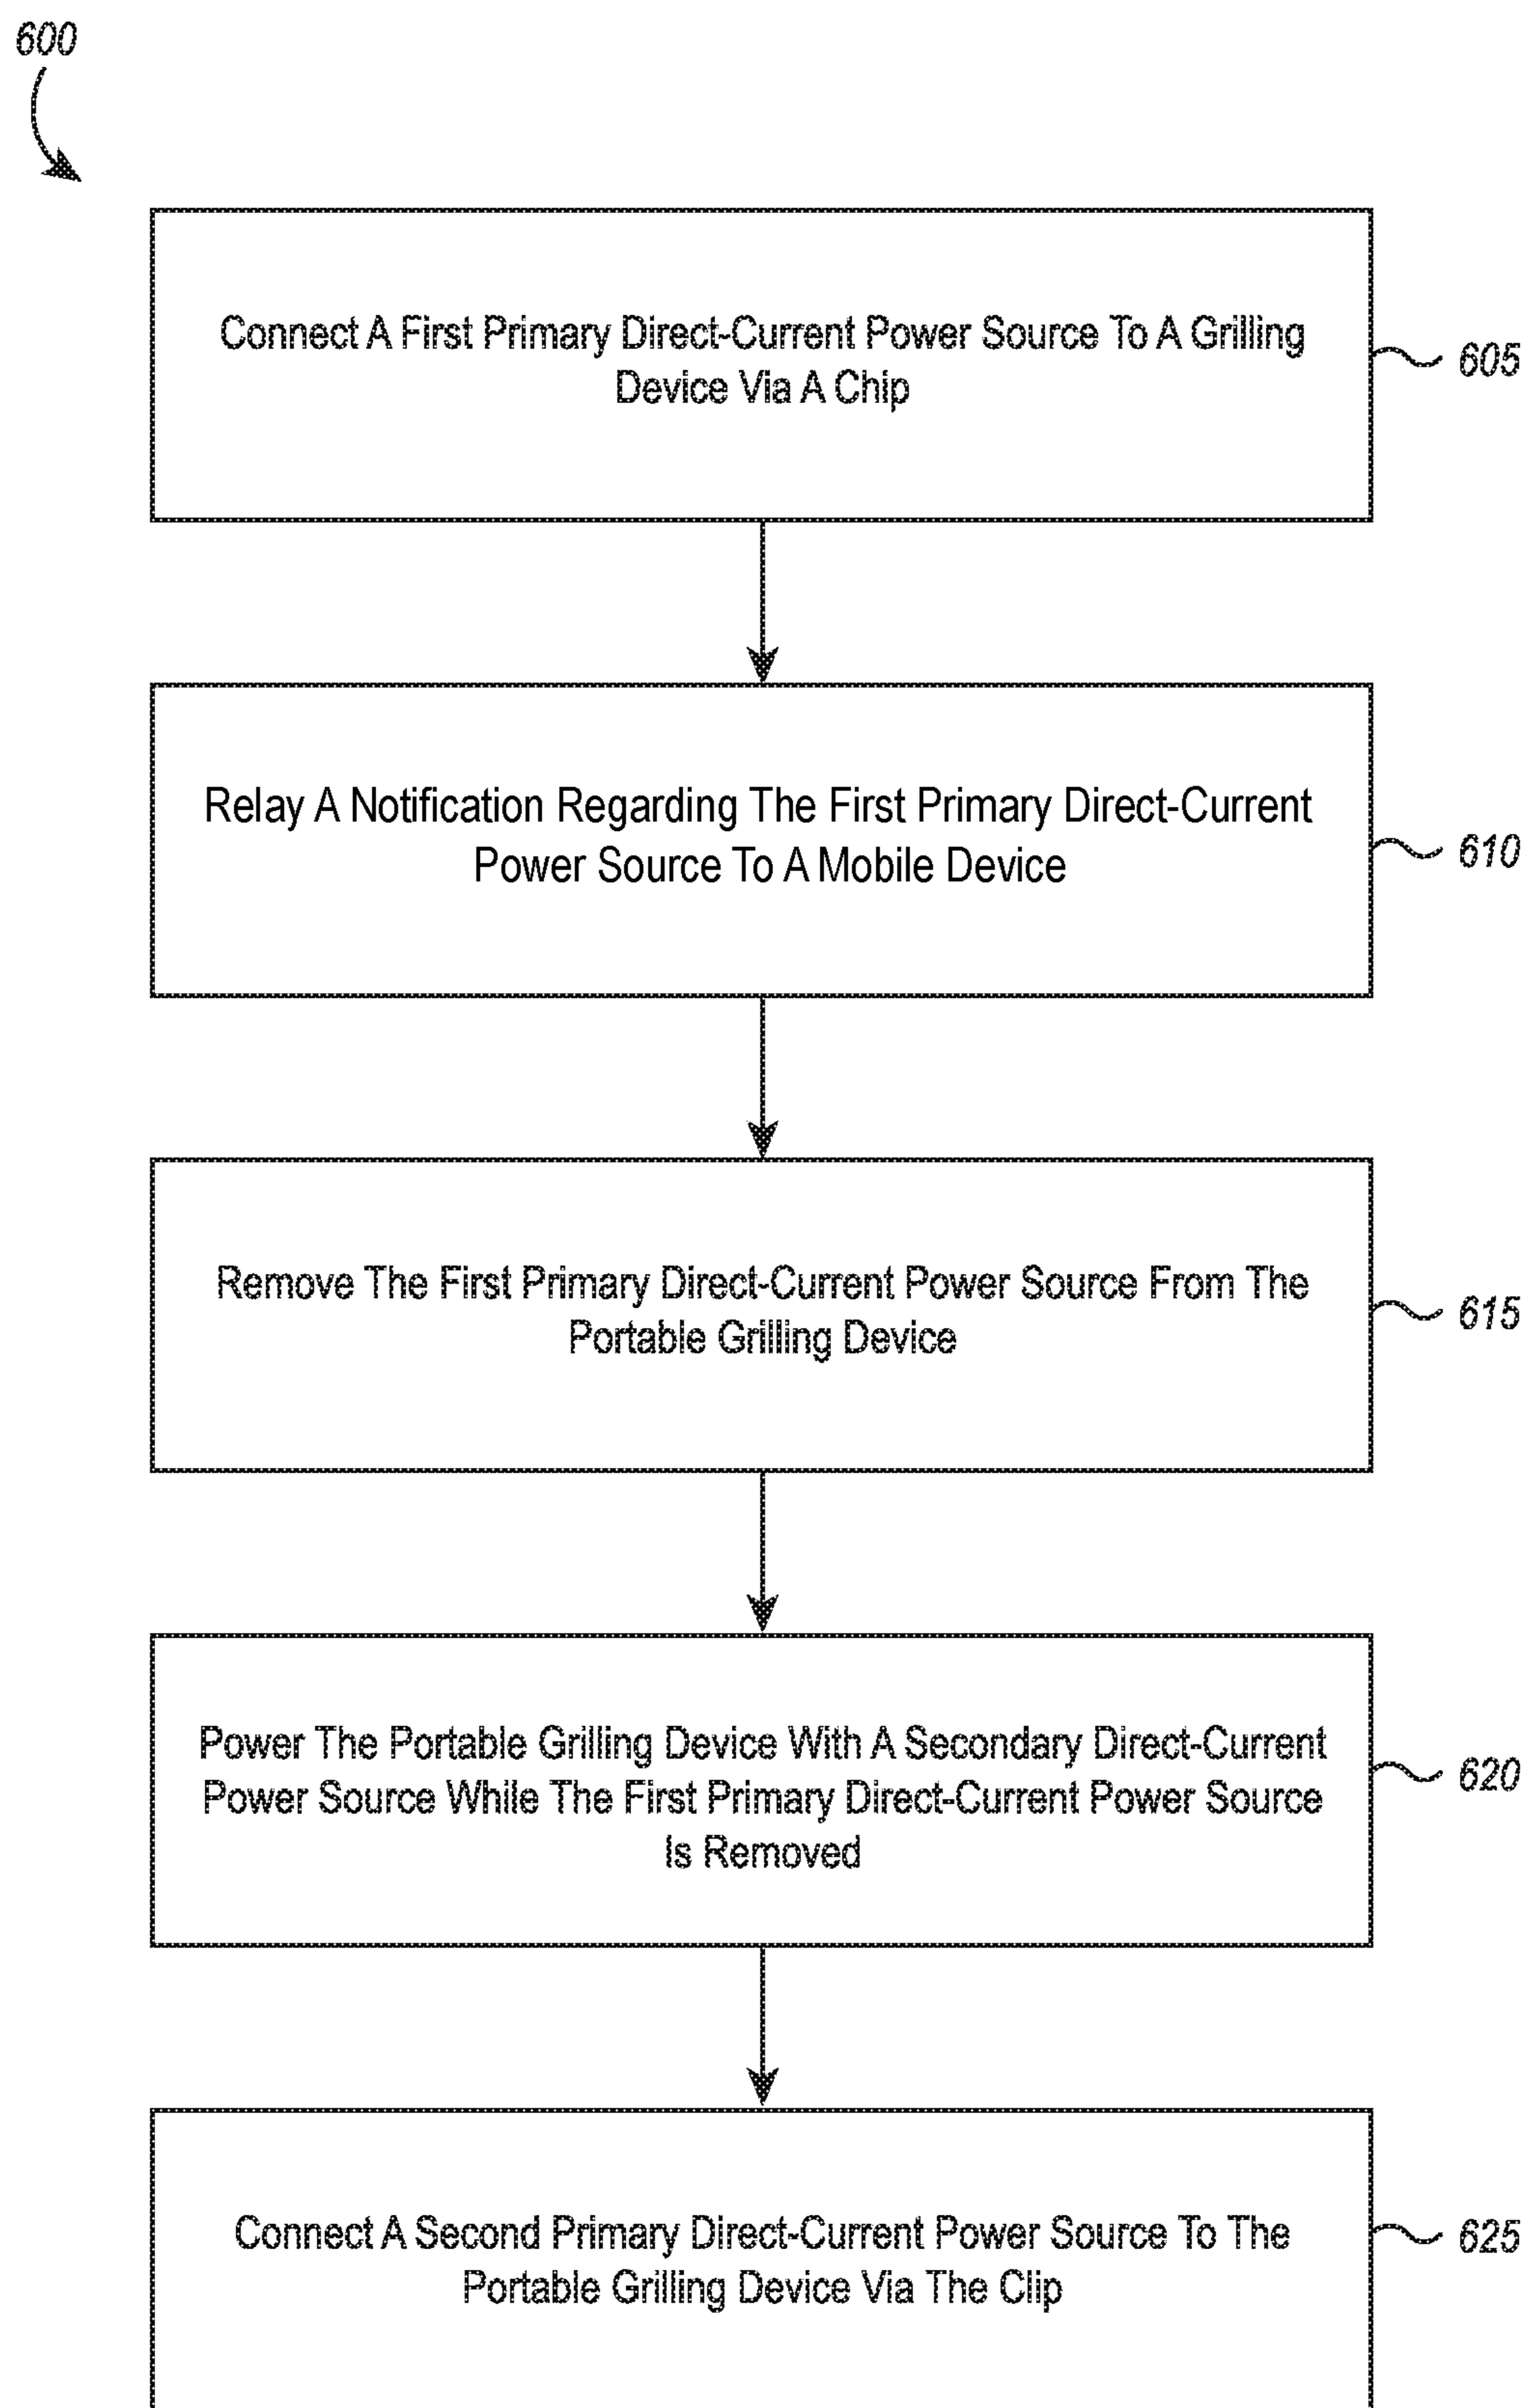 600
Connect A First Primary Direct-Current Power Source To A Grilling
Device Via A Chip
605
Relay A Notification Regarding The First Primary Direct-Current
Power Source To A Mobile Device
610
Remove The First Primary Direct-Current Power Source From The
Portable Grilling Device
615
Power The Portable Grilling Device With A Secondary Direct-Current
Power Source While The First Primary Direct-Current Power Source
Is Removed
620
Connect A Second Primary Direct-Current Power Source To The
Portable Grilling Device Via The Clip
625